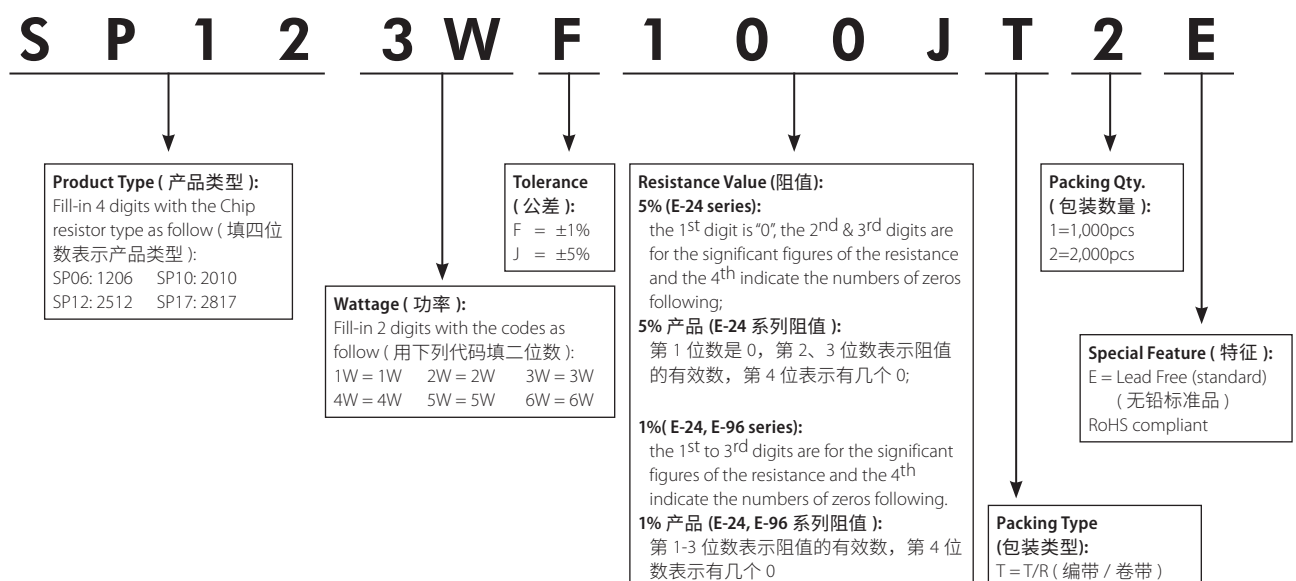 S P 1 2 3 W F 1 0 0 J T 2 E
Product Type ( 产品类型 ):
Fill-in 4 digits with the Chip
resistor type as follow ( 填四位
数表示产品类型 ):
SP06: 1206 SP10: 2010
SP12: 2512 SP17: 2817
Wattage ( 功率 ):
Fill-in 2 digits with the codes as
follow ( 用下列代码填二位数 ):
1W = 1W 2W = 2W 3W = 3W
4W = 4W 5W = 5W 6W = 6W
Tolerance
( 公差 ):
F = ±1%
J = ±5%
Resistance Value (阻值):
5% (E-24 series):
the 1st digit is "0", the 2nd & 3rd digits are
for the significant figures of the resistance
and the 4th indicate the numbers of zeros
following;
5% 产品 (E-24 系列阻值 ):
第 1 位数是 0，第 2、3 位数表示阻值
的有效数，第 4 位表示有几个 0;
1%( E-24, E-96 series):
the 1st to 3rd digits are for the significant
figures of the resistance and the 4th
indicate the numbers of zeros following.
1% 产品 (E-24, E-96 系列阻值 ):
第 1-3 位数表示阻值的有效数，第 4 位
数表示有几个 0
Packing Type
(包装类型):
T = T/R ( 编带 / 卷带 )
Packing Qty.
( 包装数量 ):
1=1,000pcs
2=2,000pcs
Special Feature ( 特征 ):
E = Lead Free (standard)
( 无铅标准品 )
RoHS compliant